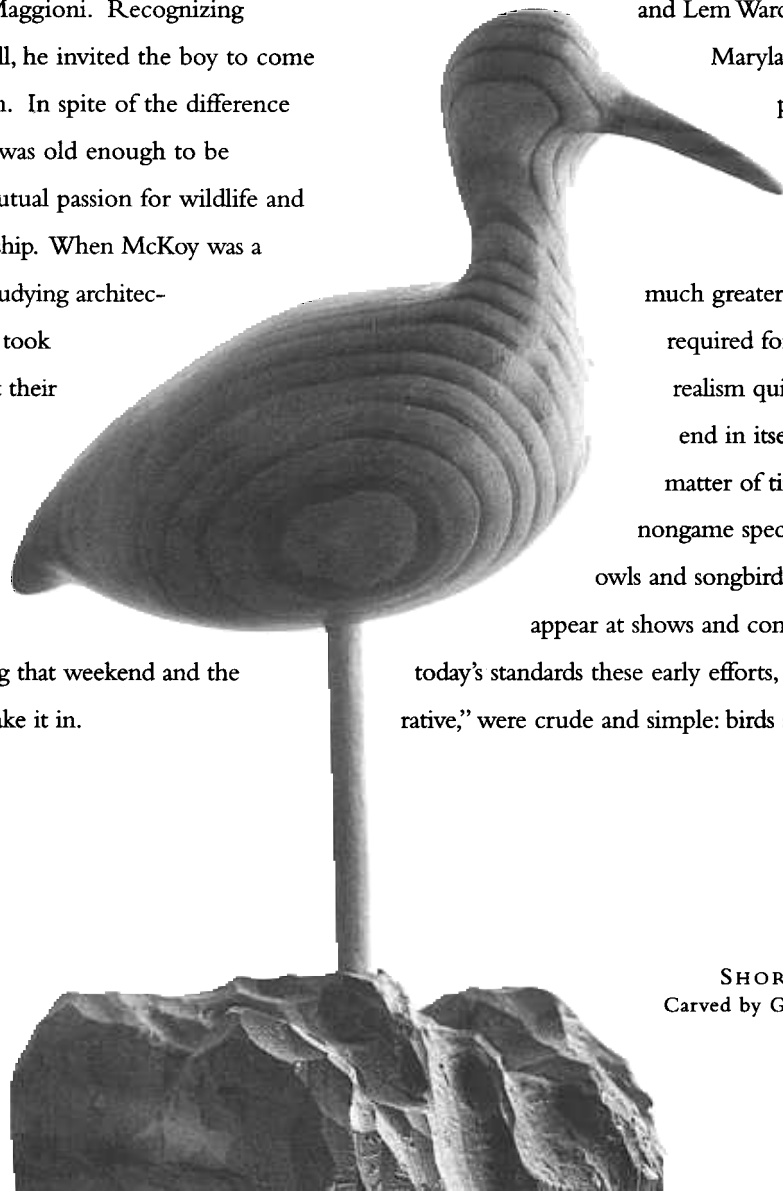 Maggioni. Recognizing
ll, he invited the boy to come
n. In spite of the difference
was old enough to be
utual passion for wildlife and
ship. When McKoy was a
udying architec-
took
t their
g that weekend and the
ake it in.
and Lem Ward
Maryla
p
much greater
required fo
realism qui
end in itse
matter of ti
nongame spec
owls and songbird
appear at shows and com
today's standards these early efforts,
rative,” were crude and simple: birds
SHOR
Carved by G